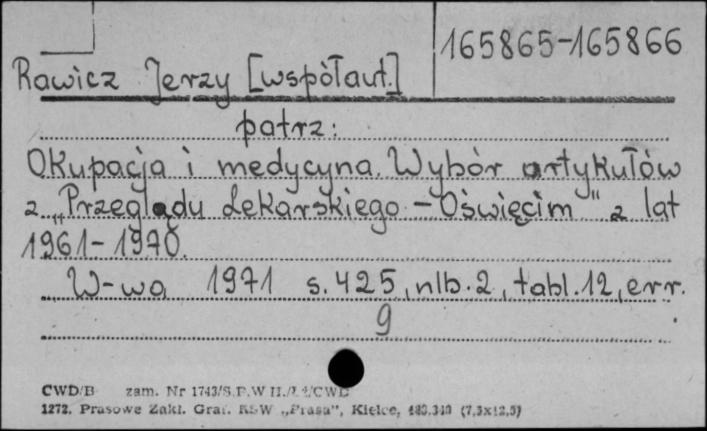 165865-165866
Rawicz Jerzy [współaut.]
patrz:
Okupacja i medycyna. Wybór artykułów
z „Przeglądu Lekarskiego - Oświęcim" z lat
1961-1970.
W-wa 1971 s. 425, nlb. 2, tabl. 12, err.
9
CWD/B zam. Nr 1743/S.P.W
1272. Prasowe Zakł. Graf. RSW „Prasa", Kielce, (7,5x12,5)